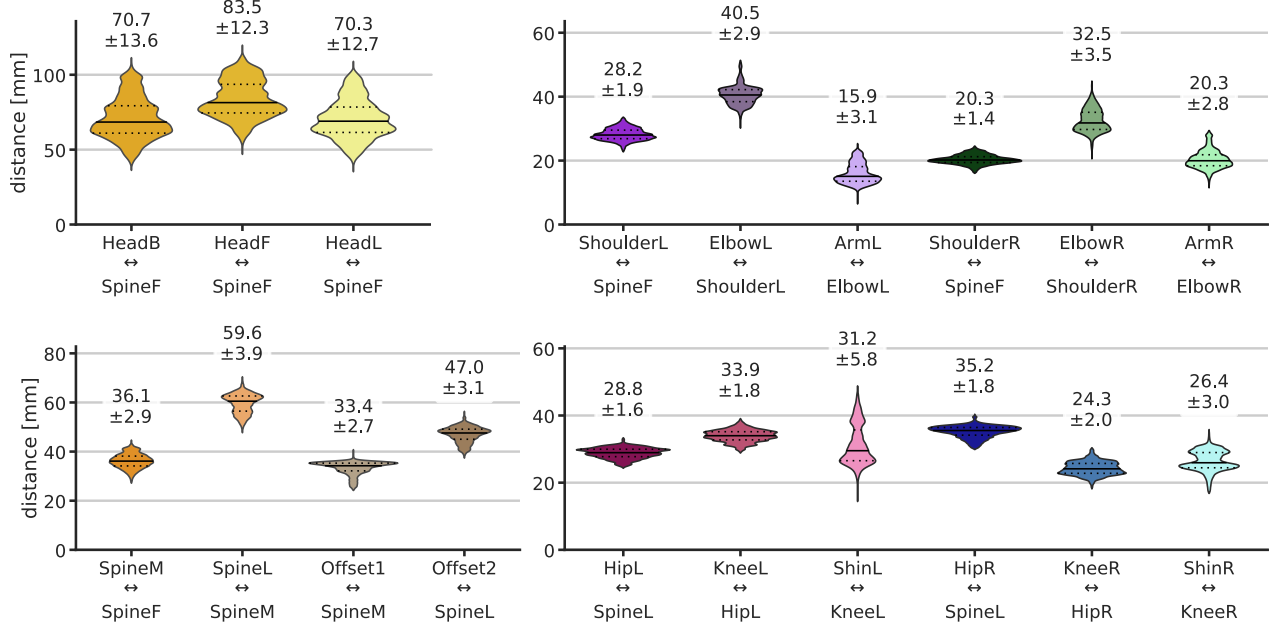 70.7
±13.6
83.5
±12.3
70.3
±12.7
distance [mm]
100
50
0
HeadB
↔
SpineF
HeadF
↔
SpineF
HeadL
↔
SpineF
60
40
20
0
28.2
±1.9
40.5
±2.9
15.9
±3.1
20.3
±1.4
32.5
±3.5
20.3
±2.8
ShoulderL
↔
SpineF
ElbowL
↔
ShoulderL
ArmL
↔
ElbowL
ShoulderR
↔
SpineF
ElbowR
↔
ShoulderR
ArmR
↔
ElbowR
distance [mm]
80
60
40
20
0
36.1
±2.9
59.6
±3.9
33.4
±2.7
47.0
±3.1
SpineM
↔
SpineF
SpineL
↔
SpineM
Offset1
↔
SpineM
Offset2
↔
SpineL
60
40
20
0
28.8
±1.6
33.9
±1.8
31.2
±5.8
35.2
±1.8
24.3
±2.0
26.4
±3.0
HipL
↔
SpineL
KneeL
↔
HipL
ShinL
↔
KneeL
HipR
↔
SpineL
KneeR
↔
HipR
ShinR
↔
KneeR